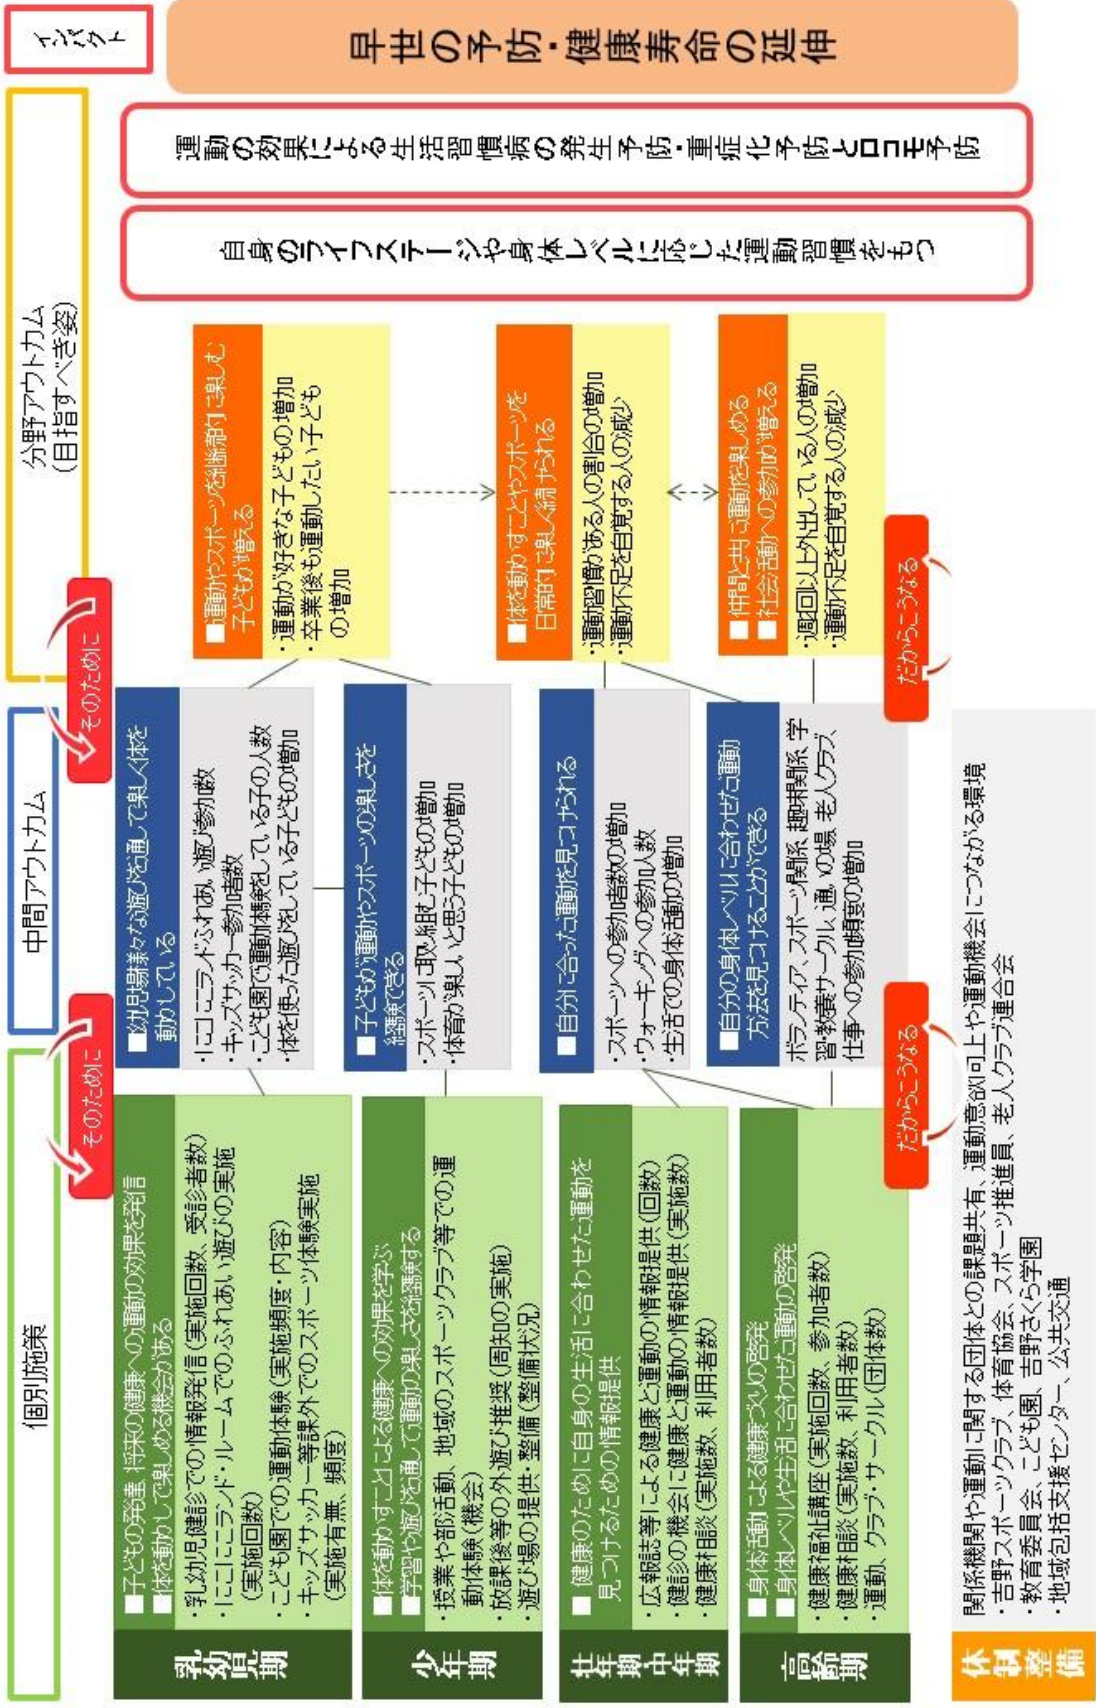 個別施策
中間アウトカム
分野アウトカム
(目指すべき姿)
インパクト
そのために
そのために
乳幼児期
■子どもの発達、将来の健康への運動の効果を発信
■体を動かして楽しめる機会がある
・乳幼児健診での情報発信(実施回数、受診者数)
・にこにこランド・ルームでのふれあい遊びの実施
(実施回数)
・こども園での運動体験(実施頻度・内容)
・キッズサッカー等課外でのスポーツ体験実施
(実施有無、頻度)
■幼児期様々な遊びを通して楽しく体を
動かしている
・にこにこランドふれあい遊び参加数
・キッズサッカー参加者数
・こども園で運動体験をしている子の人数
・体を使った遊びをしている子どもの増加
■運動やスポーツを継続的に楽しむ
子どもが増える
・運動が好きな子どもの増加
・卒業後も運動したい子ども
の増加
少年期
■体を動かすことによる健康への効果を学ぶ
■学習や遊びを通して運動の楽しさを経験する
・授業や部活動、地域のスポーツクラブ等での運
動体験(機会)
・放課後等の外遊び推奨(周知の実施)
・遊び場の提供・整備(整備状況)
■子どもが運動やスポーツの楽しさを
経験できる
・スポーツに取り組む子どもの増加
・体育が楽しいと思う子どもの増加
壮年期・中年期
■ 健康のために自身の生活に合わせた運動を
見つけるための情報提供
・広報誌等による健康と運動の情報提供(回数)
・健診の機会に健康と運動の情報提供(実施数)
・健康相談(実施数、利用者数)
■自分に合った運動を見つけられる
・スポーツへの参加者数の増加
・ウォーキングへの参加人数
・生活での身体活動の増加
■体を動かすことやスポーツを
日常的に楽しく続けられる
・運動習慣がある人の割合の増加
・運動不足を自覚する人の減少
高齢期
■身体活動による健康づくりの啓発
■身体レベルや生活に合わせた運動の啓発
・健康福祉講座(実施回数、参加者数)
・健康相談(実施数、利用者数)
・運動、クラブ・サークル(団体数)
■自分の身体レベルに合わせた運動
方法を見つけることができる
ボランティア、スポーツ関係、趣味関係、学
習・教養サークル、通いの場、老人クラブ、
仕事への参加頻度の増加
■仲間と共に運動を楽しめる
■社会活動への参加が増える
・週1回以上外出している人の増加
・運動不足を自覚する人の減少
だからこうなる
だからこうなる
自身のライフステージや身体レベルに応じた運動習慣をもつ
運動の効果による生活習慣病の発生予防・重症化予防とロコモ予防
早世の予防・健康寿命の延伸
体制整備
関係機関や運動に関する団体との課題共有、運動意欲向上や運動機会につながる環境
・吉野スポーツクラブ、体育協会、スポーツ推進員、老人クラブ連合会
・教育委員会、こども園、吉野さくら学園
・地域包括支援センター、公共交通